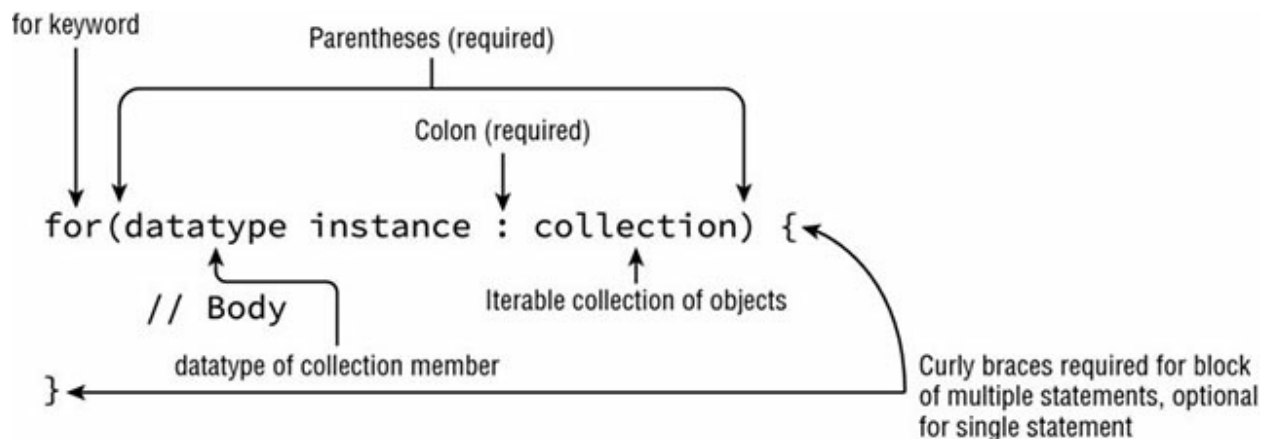 for keyword
Parentheses (required)
Colon (required)
for(datatype instance : collection) {
Iterable collection of objects
// Body
datatype of collection member
Curly braces required for block
of multiple statements, optional
for single statement
}